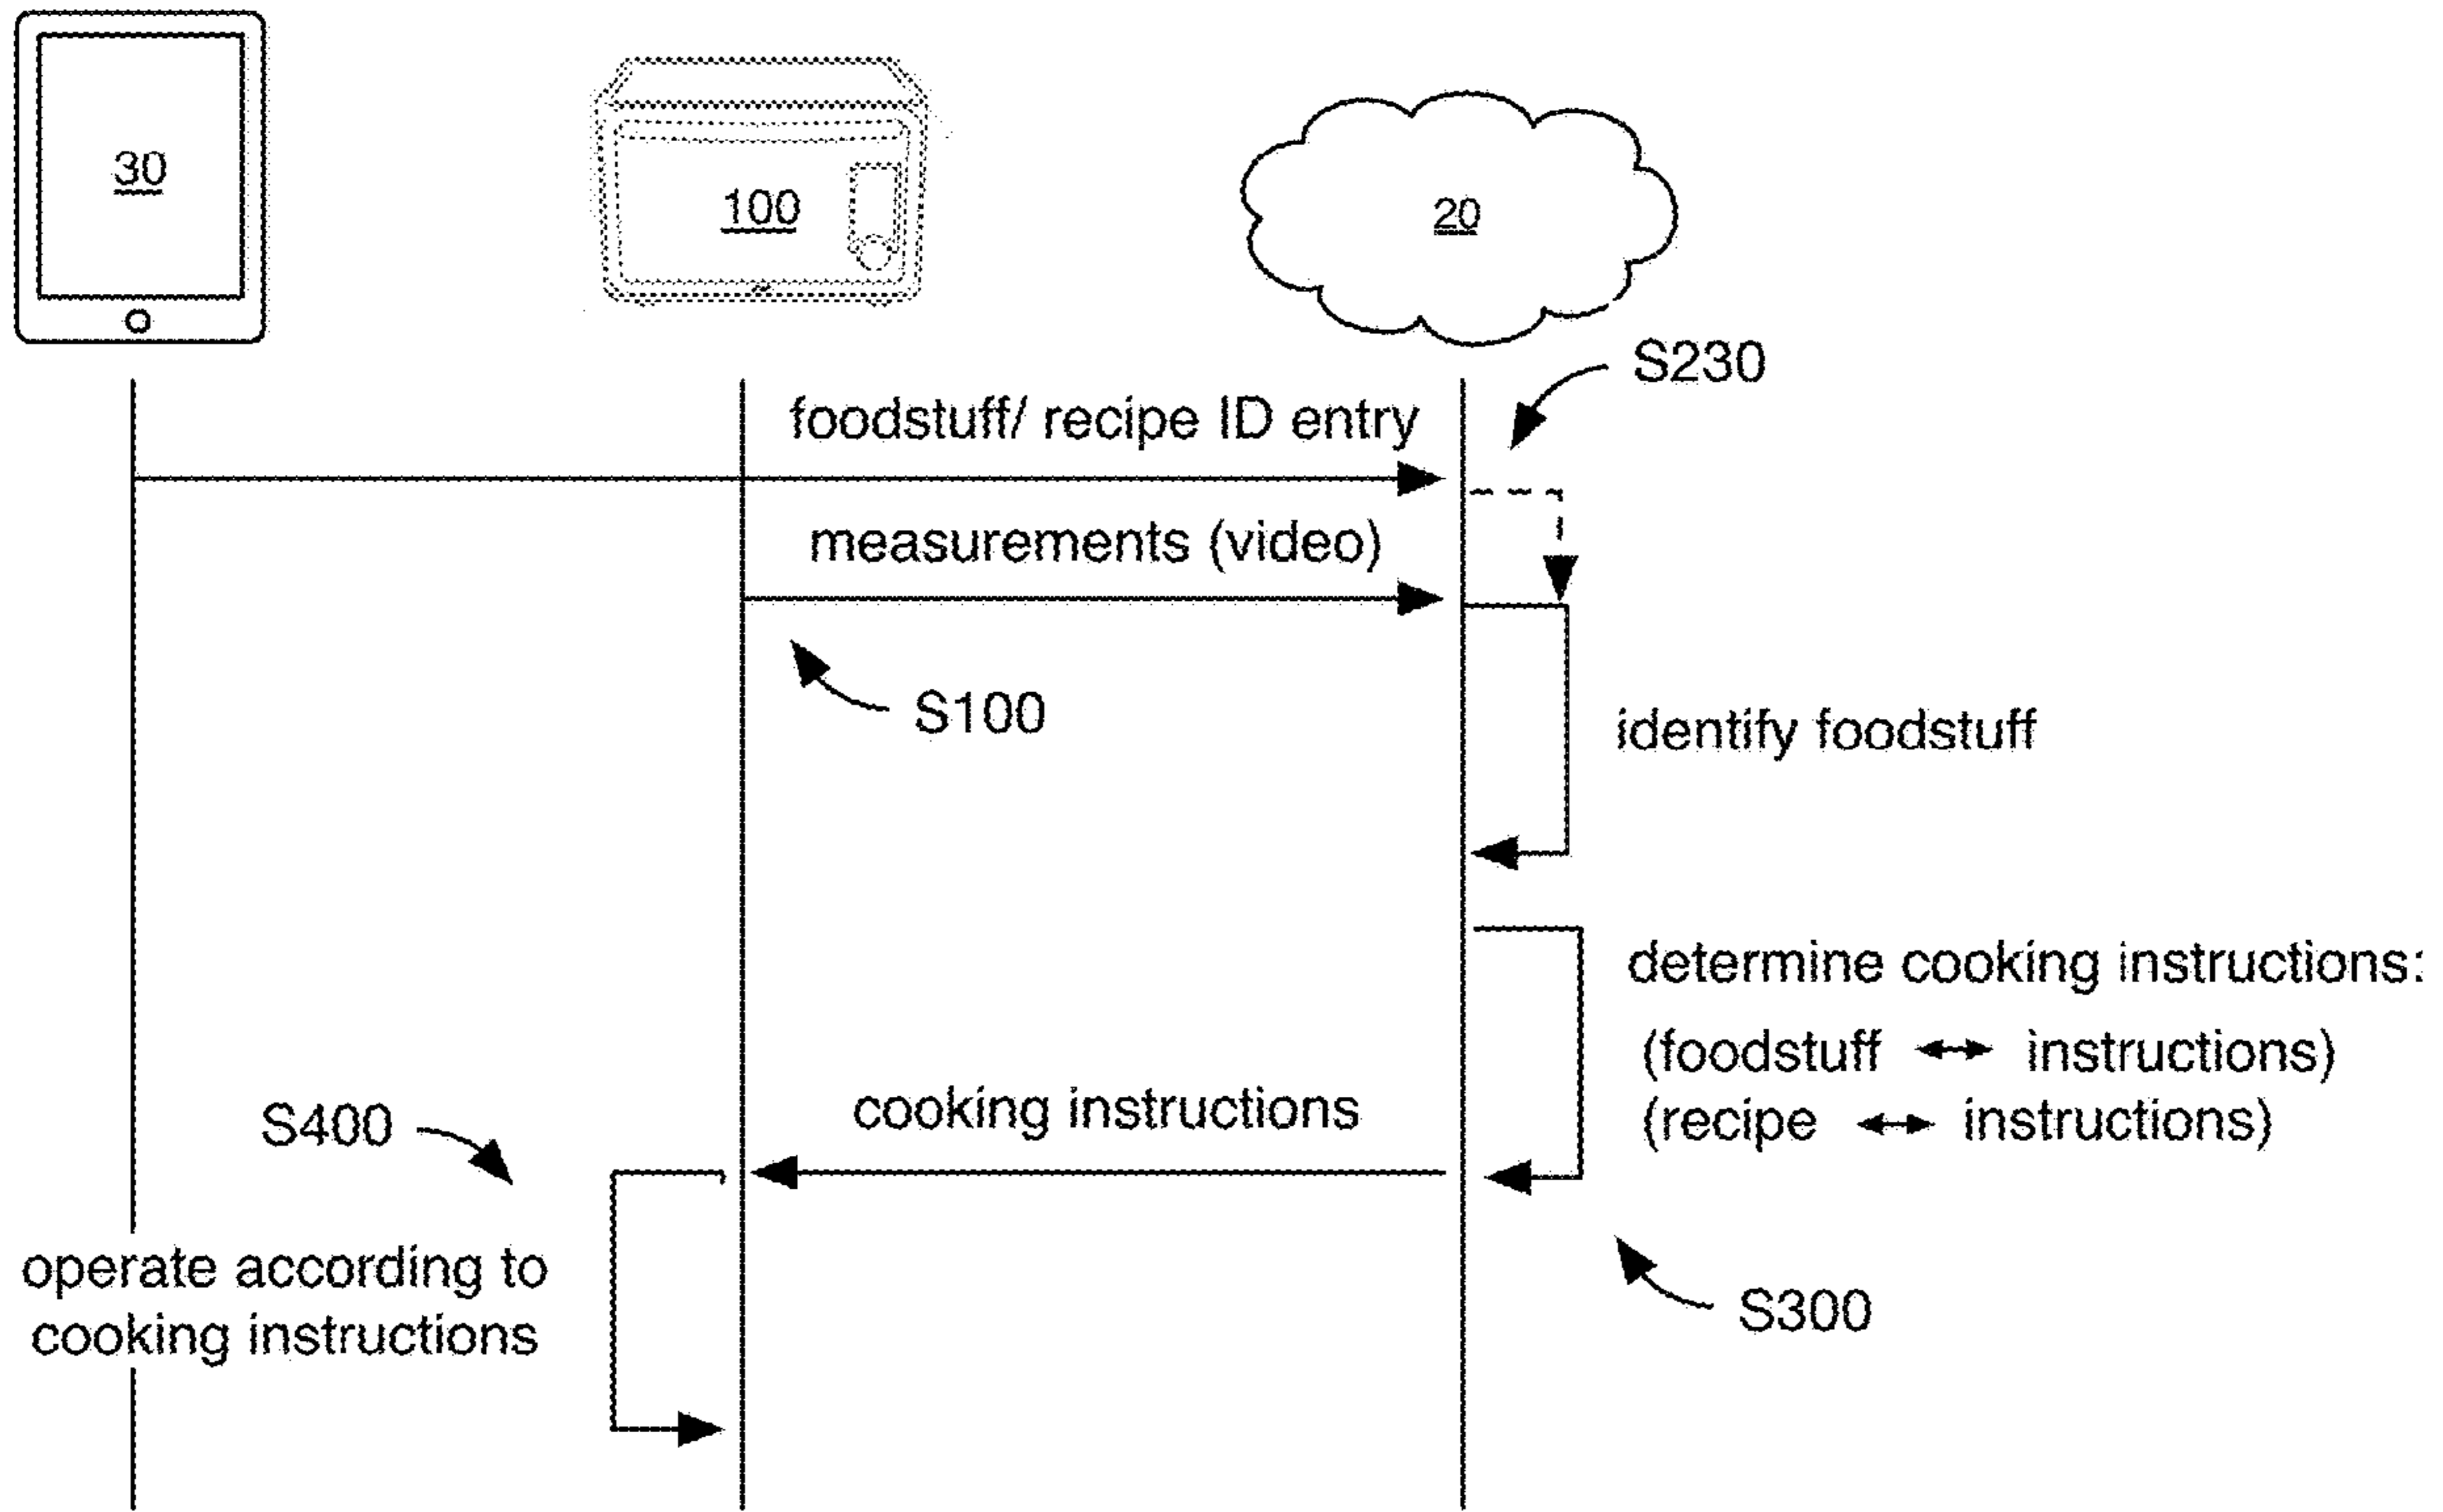 30
100
20
S230
foodstuff/ recipe ID entry
measurements (video)
S100
identify foodstuff
determine cooking instructions:
(foodstuff ↔ instructions)
(recipe ↔ instructions)
cooking instructions
S400
operate according to
cooking instructions
S300